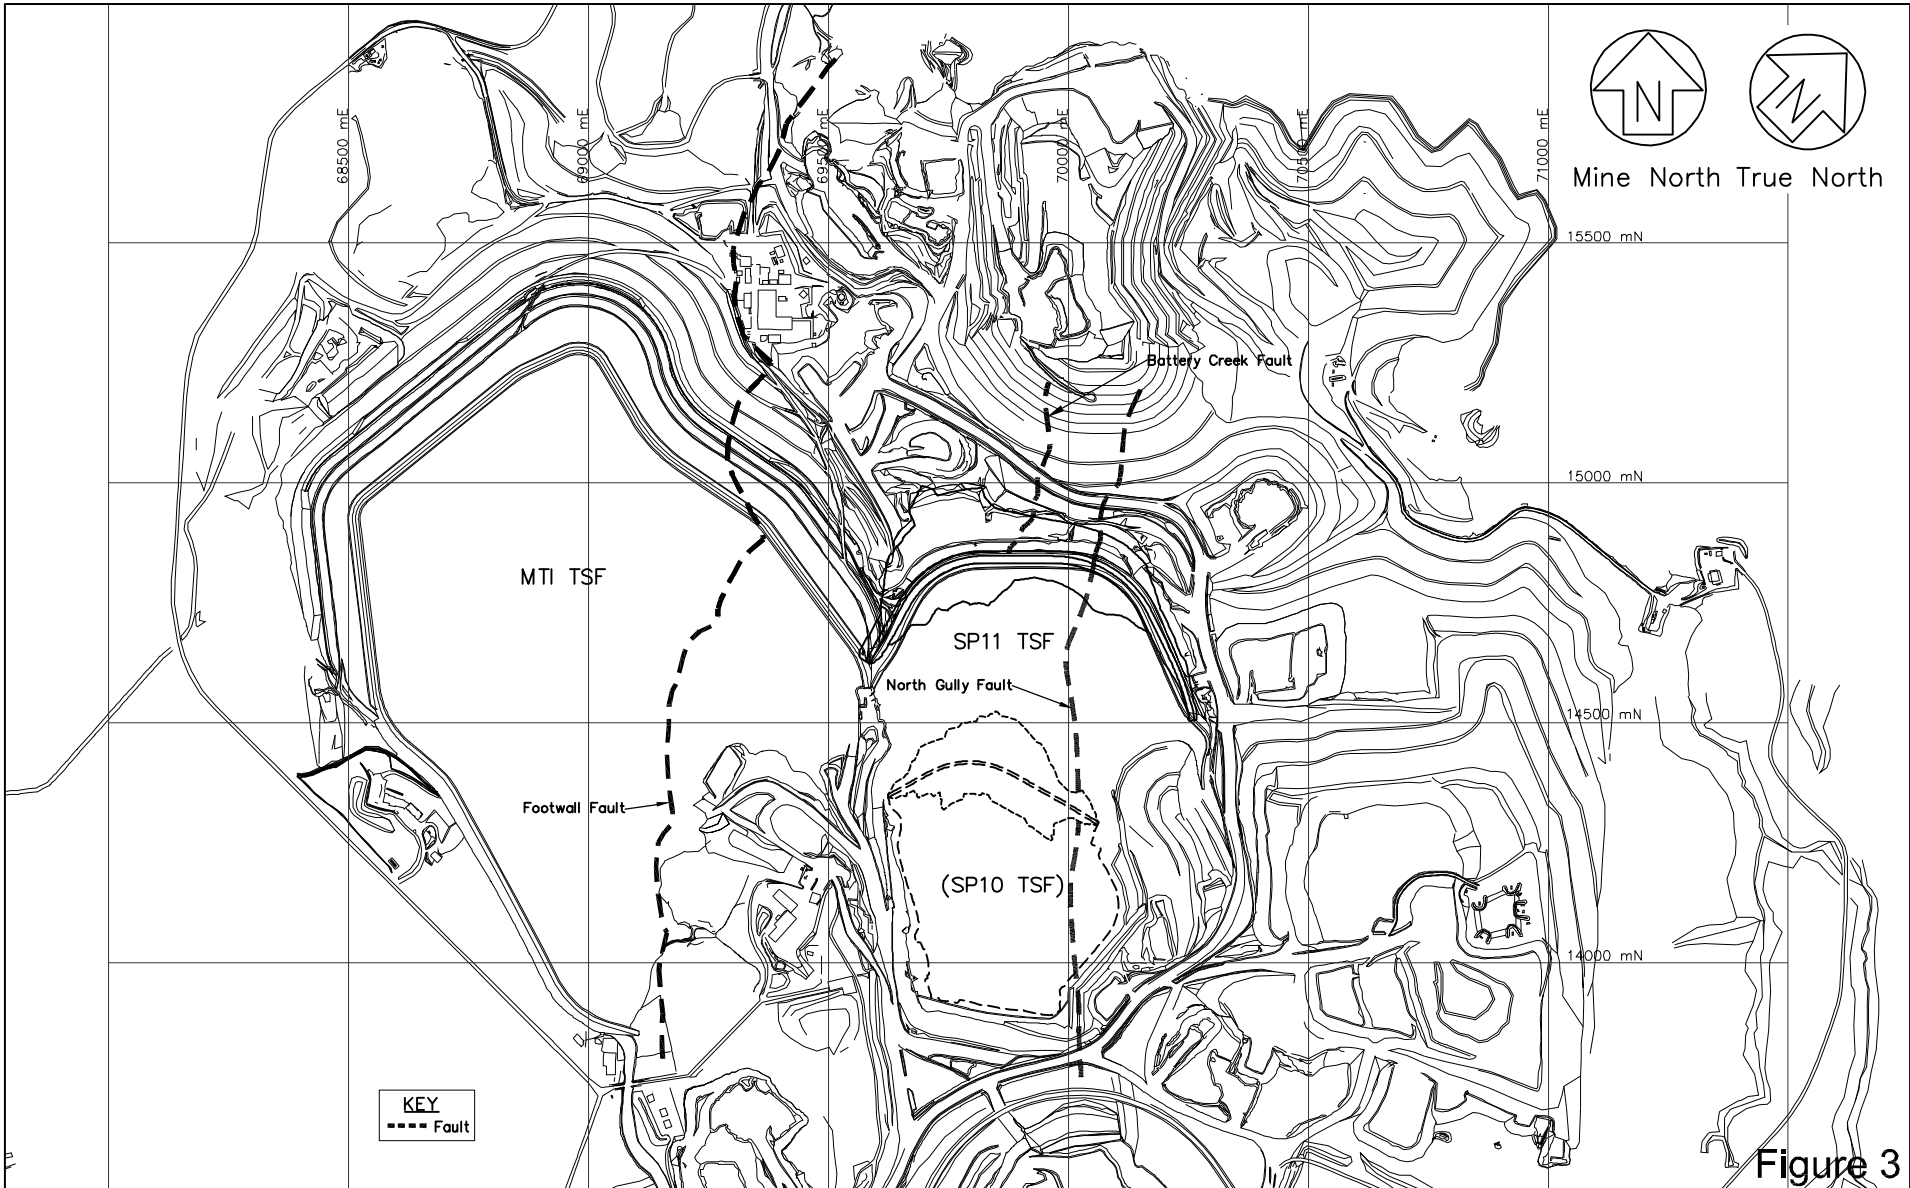 Mine North
True North
68500 mE
69000 mE
70000 mE
71000 mE
15500 mN
Battery Creek Fault
15000 mN
MTI TSF
SP11 TSF
North Gully Fault
14500 mN
Footwall Fault
(SP10 TSF)
14000 mN
KEY
Fault
Figure 3
N
N